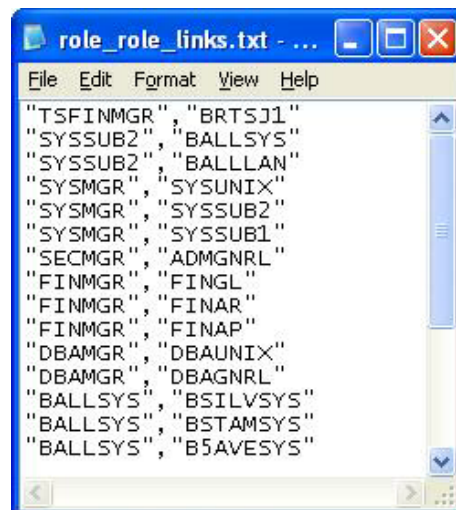 role_role_links.txt - ...
File Edit Format View Help
"TSFINMGR","BRTSJ1"
"SYSSUB2","BALLSYS"
"SYSSUB2","BALLLAN"
"SYSMGR","SYSUNIX"
"SYSMGR","SYSSUB2"
"SYSMGR","SYSSUB1"
"SECMGR","ADMGNRL"
"FINMGR","FINGL"
"FINMGR","FINAR"
"FINMGR","FINAP"
"DBAMGR","DBAUNIX"
"DBAMGR","DBAGNRL"
"BALLSYS","BSILVSYS"
"BALLSYS","BSTAMSYS"
"BALLSYS","B5AVESYS"